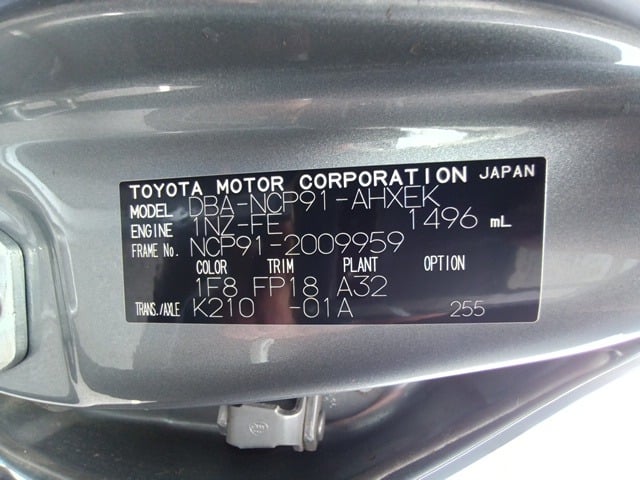 TOYOTA MOTOR CORPORATION JAPAN
MODEL DBA-NCP91-AHXEK
ENGINE 1NZ-FE 1496 mL
FRAME No. NCP91-2009959
COLOR TRIM PLANT OPTION
1F8 FP18 A32
TRANS./AXLE K210 -01A 255